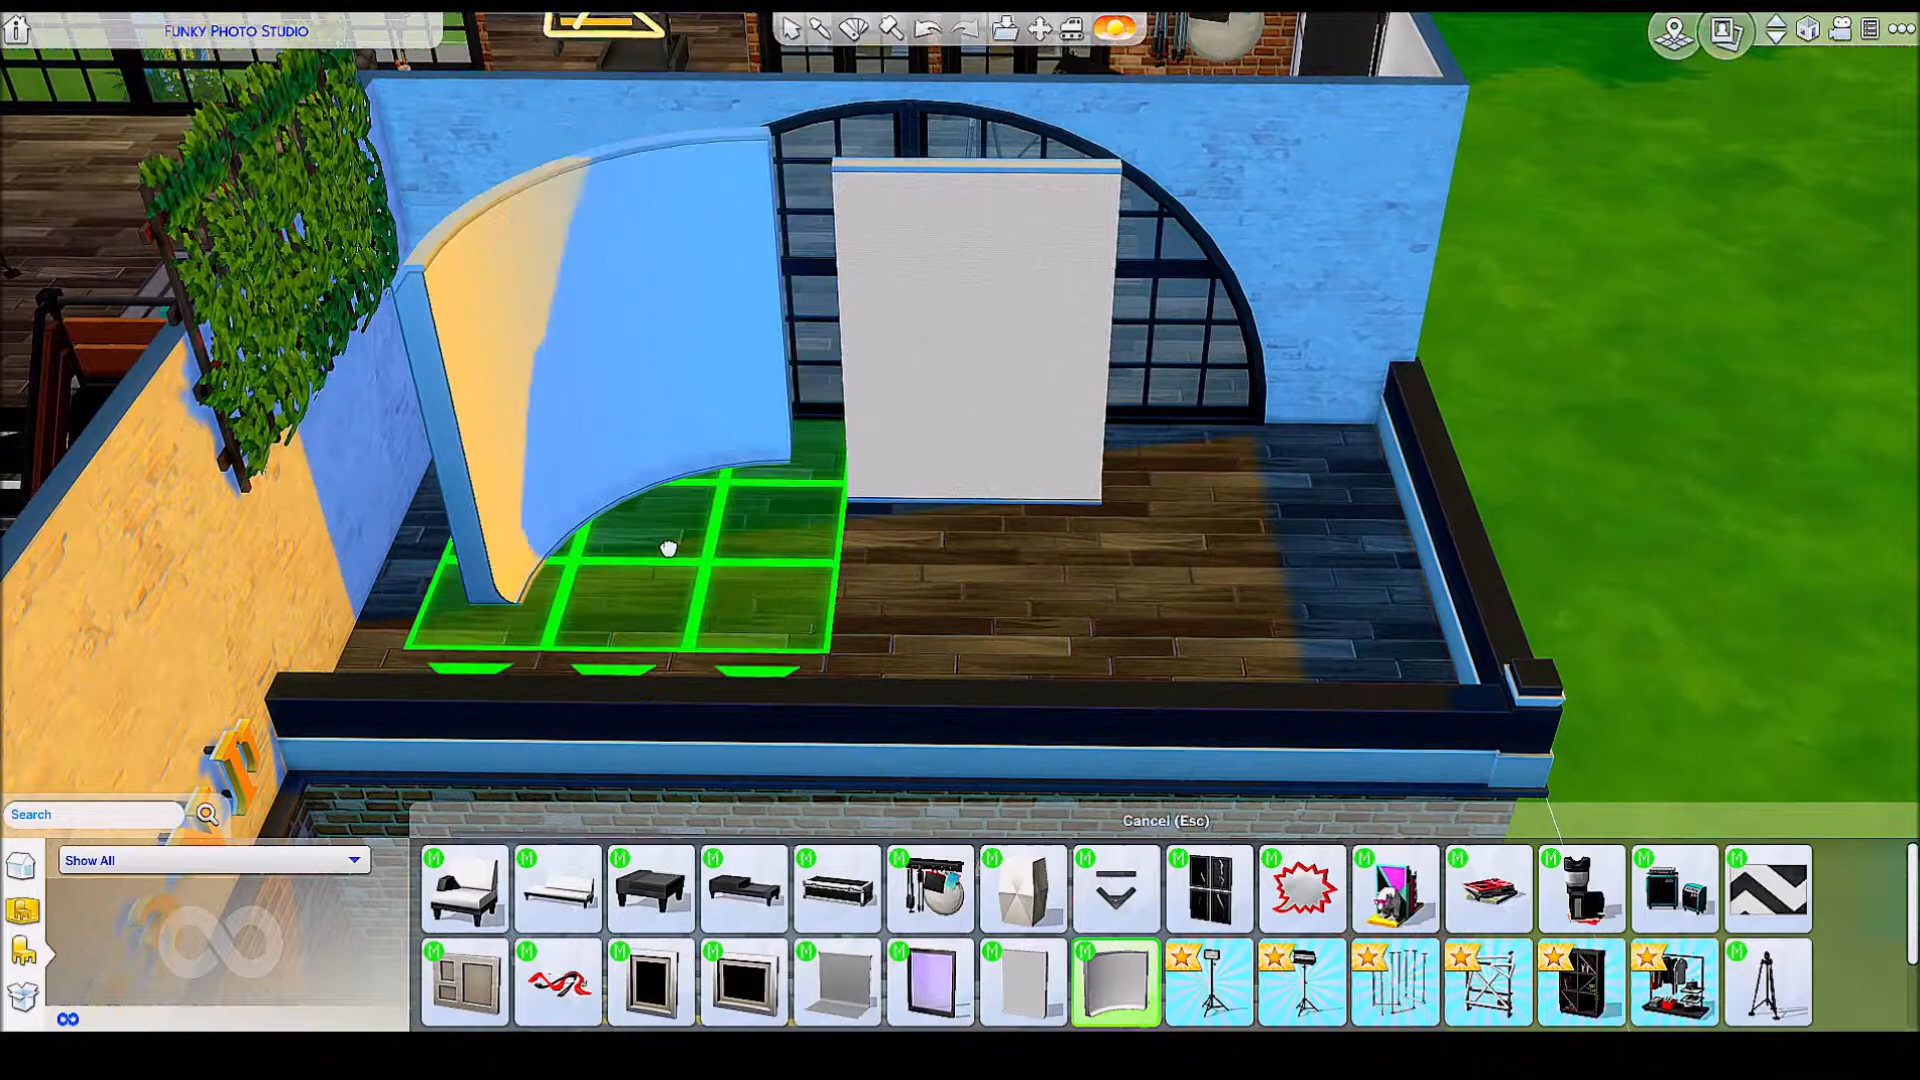 FUNKY PHOTO STUDIO
Search
Cancel (Esc)
Show All
M M M M M M M M M M M M M M M
M M M M M M M M M